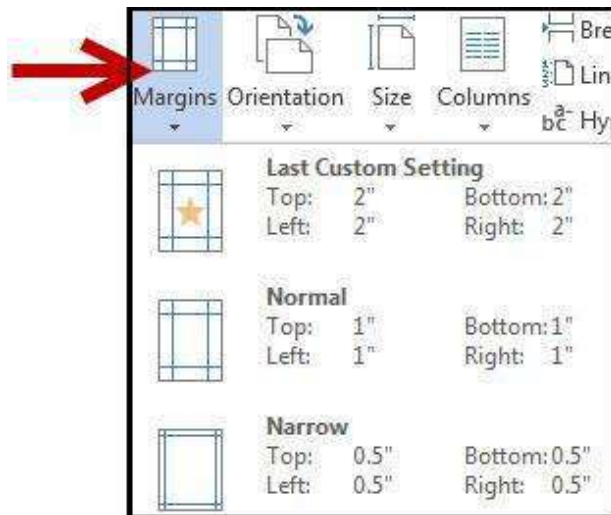 Margins Orientation Size Columns
Bre
Lin
Hy
Last Custom Setting
Top: 2" Bottom: 2"
Left: 2" Right: 2"
Normal
Top: 1" Bottom: 1"
Left: 1" Right: 1"
Narrow
Top: 0.5" Bottom: 0.5"
Left: 0.5" Right: 0.5"